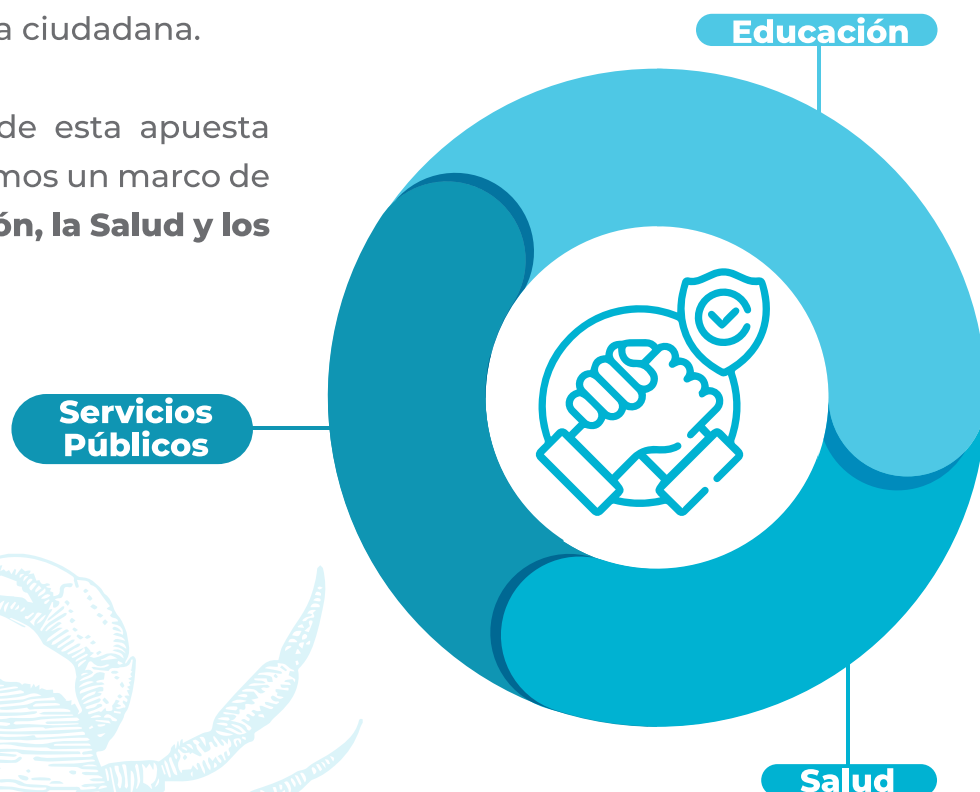 a ciudadana.
de esta apuesta
mos un marco de
ón, la Salud y los
Educación
Servicios
Públicos
Salud